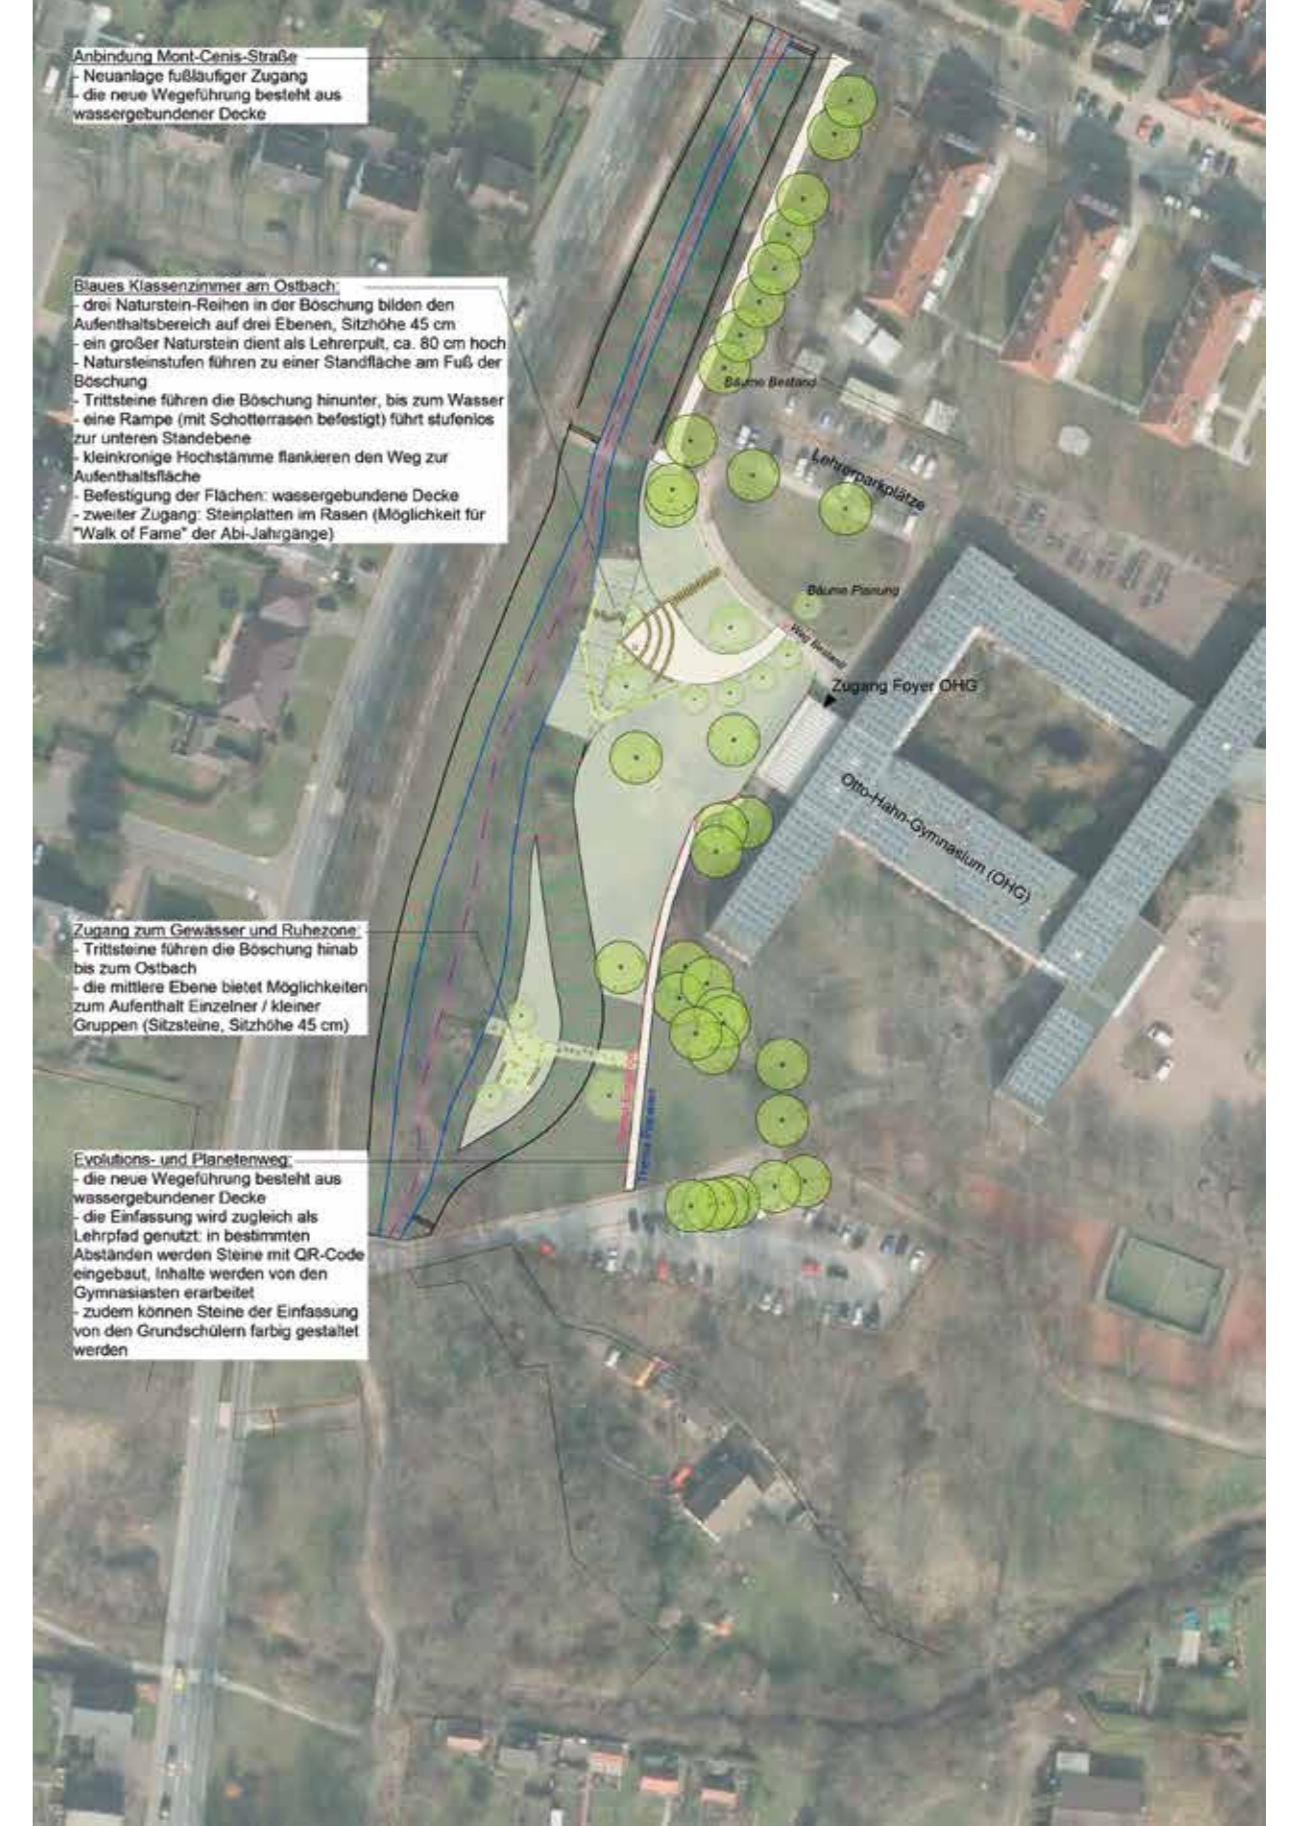 Anbindung Mont-Cenis-Straße
- Neuanlage fußläufiger Zugang
- die neue Wegeführung besteht aus
wassergebundener Decke
Blaues Klassenzimmer am Ostbach:
- drei Naturstein-Reihen in der Böschung bilden den
Aufenthaltsbereich auf drei Ebenen, Sitzhöhe 45 cm
- ein großer Naturstein dient als Lehrerpult, ca. 80 cm hoch
- Natursteinstufen führen zu einer Standfläche am Fuß der
Böschung
- Trittsteine führen die Böschung hinunter, bis zum Wasser
- eine Rampe (mit Schotterrasen befestigt) führt stufenlos
zur unteren Standebene
- kleinkronige Hochstämme flankieren den Weg zur
Aufenthaltsfläche
- Befestigung der Flächen: wassergebundene Decke
- zweiter Zugang: Steinplatten im Rasen (Möglichkeit für
"Walk of Fame" der Abi-Jahrgänge)
Bäume Bestand
Lehrerparkplätze
Bäume Planung
Weg Bestand
Zugang Foyer OHG
Otto-Hahn-Gymnasium (OHG)
Zugang zum Gewässer und Ruhezone:
- Trittsteine führen die Böschung hinab
bis zum Ostbach
- die mittlere Ebene bietet Möglichkeiten
zum Aufenthalt Einzelner / kleiner
Gruppen (Sitzsteine, Sitzhöhe 45 cm)
Thema Evolution
Thema Planeten
Evolutions- und Planetenweg:
- die neue Wegeführung besteht aus
wassergebundener Decke
- die Einfassung wird zugleich als
Lehrpfad genutzt: in bestimmten
Abständen werden Steine mit QR-Code
eingebaut, Inhalte werden von den
Gymnasiasten erarbeitet
- zudem können Steine der Einfassung
von den Grundschülern farbig gestaltet
werden